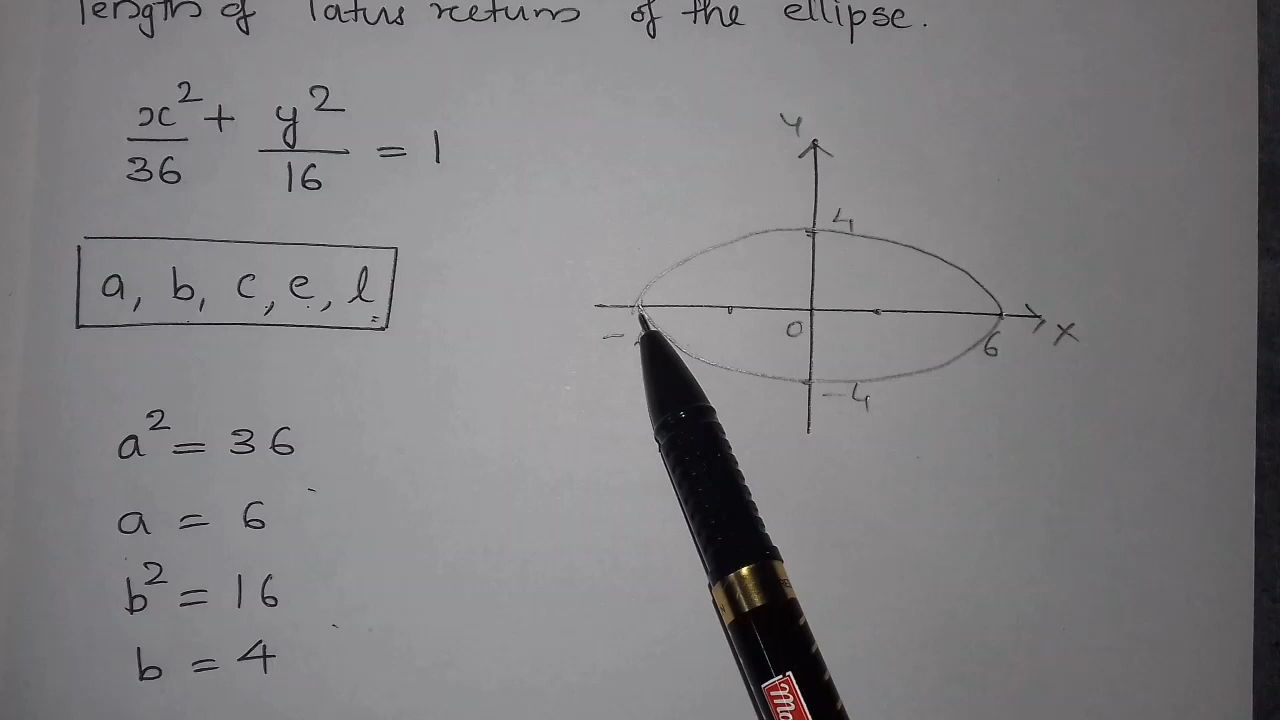 length of latus rectum of the ellipse.
x²/36 + y²/16 = 1
a, b, c, e, l
a² = 36
a = 6
b² = 16
b = 4
Y
4
O
6
X
-4